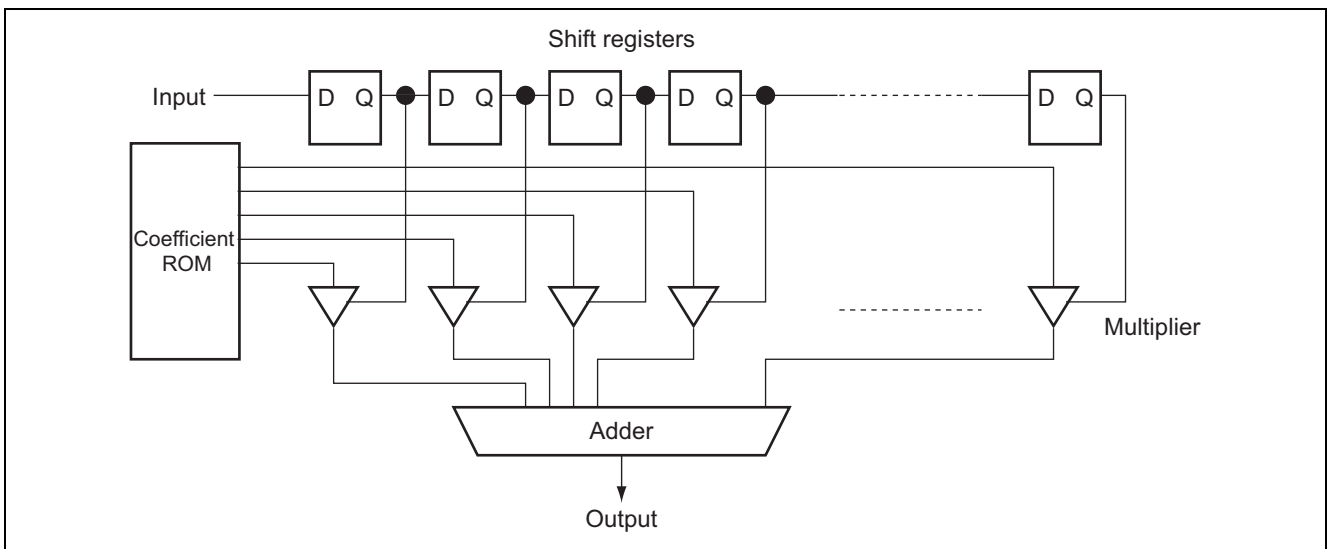 Shift registers
Input
D Q
D Q
D Q
D Q
D Q
Coefficient
ROM
Multiplier
Adder
Output